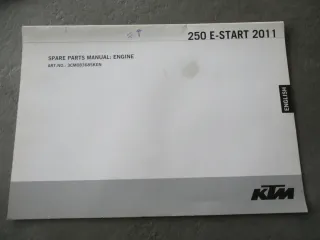 250 E-START 2011
SPARE PARTS MANUAL: ENGINE
ENGLISH
KTM